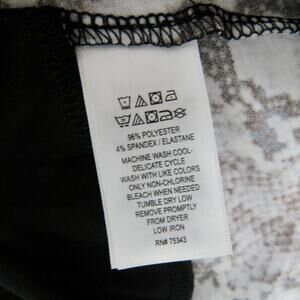 96% POLYESTER
4% SPANDEX / ELASTANE
MACHINE WASH COOL-
DELICATE CYCLE
WASH WITH LIKE COLORS
ONLY NON-CHLORINE
BLEACH WHEN NEEDED
TUMBLE DRY LOW
REMOVE PROMPTLY
FROM DRYER
LOW IRON
RN# 75343